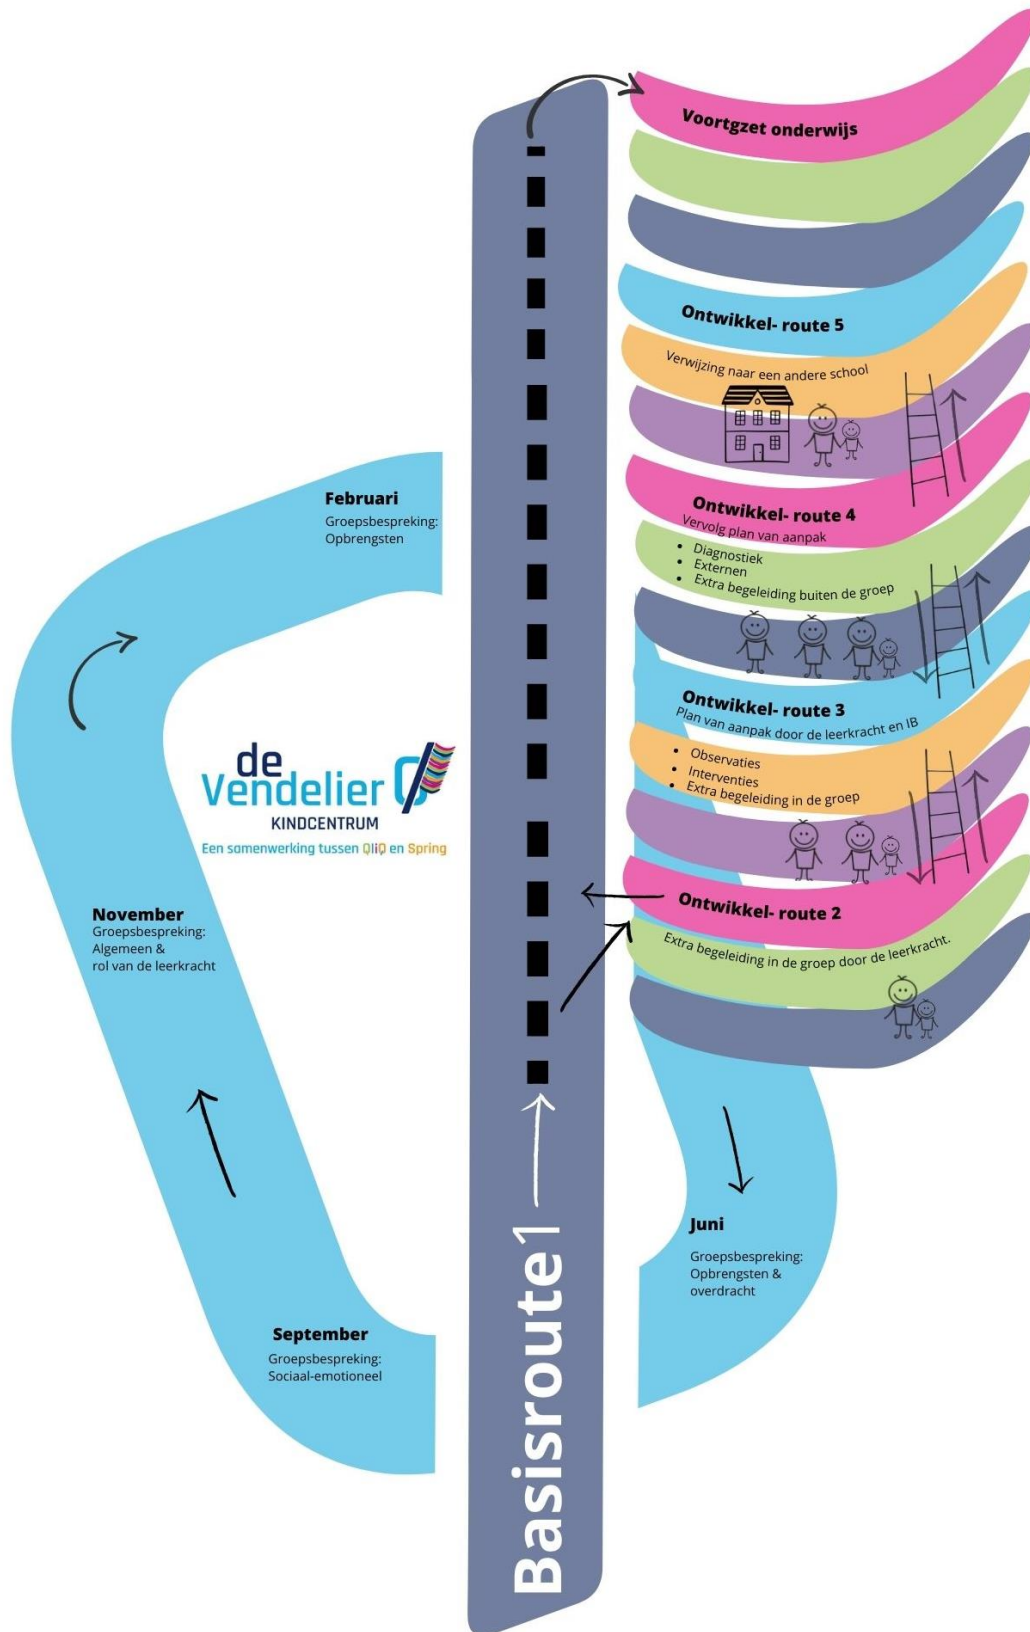 Voortgzet onderwijs
Ontwikkel- route 5
Verwijzing naar een andere school
Ontwikkel- route 4
Vervolg plan van aanpak
• Diagnostiek
• Externen
• Extra begeleiding buiten de groep
Ontwikkel- route 3
Plan van aanpak door de leerkracht en IB
• Observaties
• Interventies
• Extra begeleiding in de groep
Ontwikkel- route 2
Extra begeleiding in de groep door de leerkracht.
Februari
Groepsbespreking:
Opbrengsten
de
Vendelier
KINDCENTRUM
Een samenwerking tussen QliQ en Spring
November
Groepsbespreking:
Algemeen &
rol van de leerkracht
September
Groepsbespreking:
Sociaal-emotioneel
Basisroute1
Juni
Groepsbespreking:
Opbrengsten &
overdracht